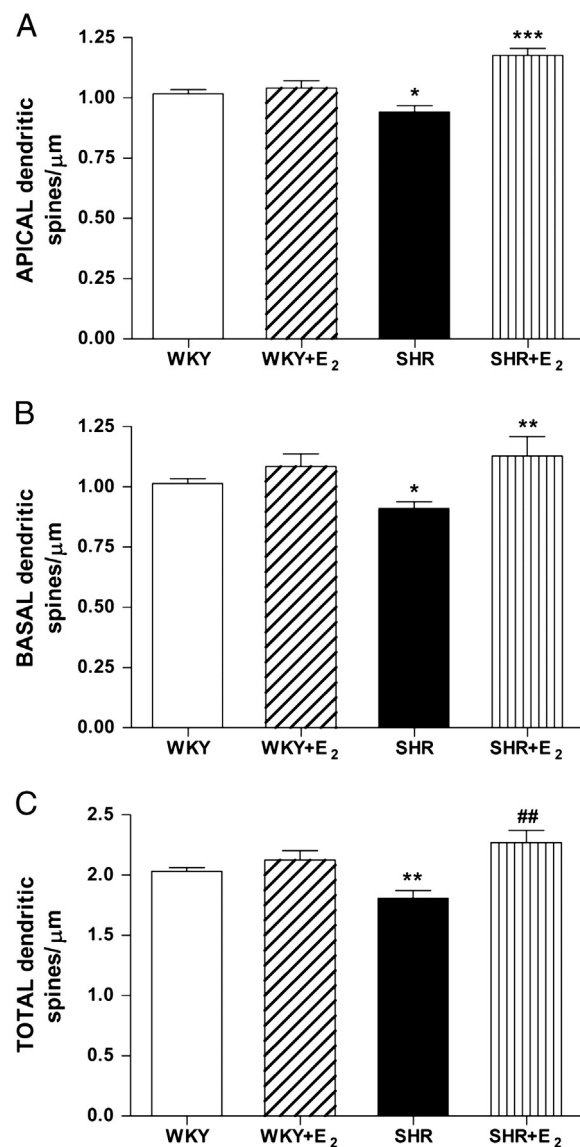 A
APICAL dendritic
spines/μm
1.25
1.00
0.75
0.50
0.25
0.00
*
***
WKY
WKY+E2
SHR
SHR+E2
B
BASAL dendritic
spines/μm
1.25
1.00
0.75
0.50
0.25
0.00
*
**
WKY
WKY+E2
SHR
SHR+E2
C
TOTAL dendritic
spines/μm
2.5
2.0
1.5
1.0
0.5
0.0
**
##
WKY
WKY+E2
SHR
SHR+E2